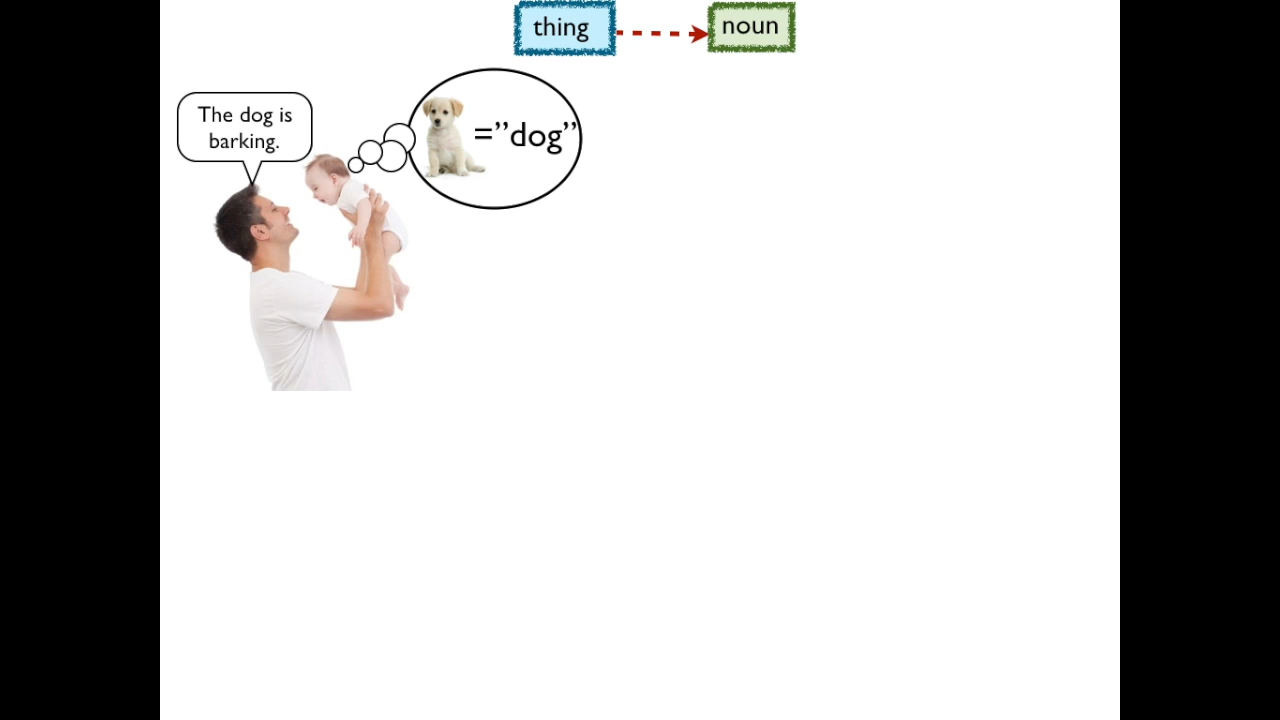 thing
noun
The dog is
barking.
=”dog”